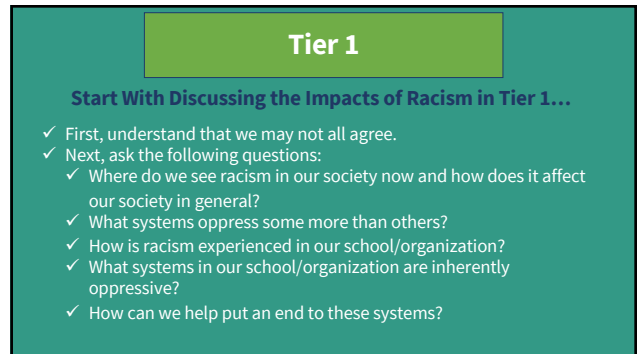 Tier 1
Start With Discussing the Impacts of Racism in Tier 1...
✓ First, understand that we may not all agree.
✓ Next, ask the following questions:
✓ Where do we see racism in our society now and how does it affect
our society in general?
✓ What systems oppress some more than others?
✓ How is racism experienced in our school/organization?
✓ What systems in our school/organization are inherently
oppressive?
✓ How can we help put an end to these systems?